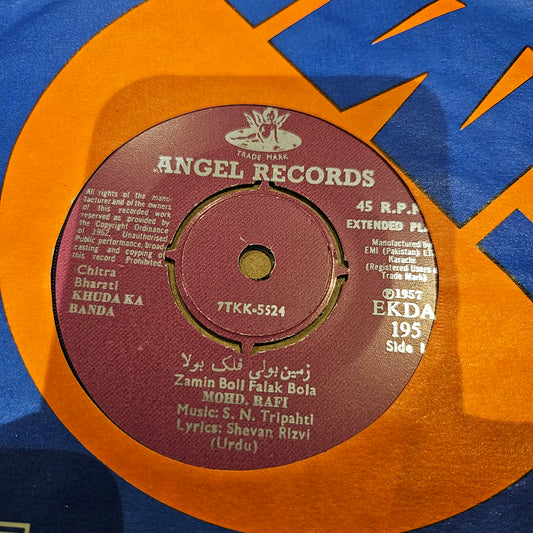 TRADE MARK
ANGEL RECORDS
All rights of the manu-
facturer and of the owners
of this recorded work
reserved as provided by
the Copyright Ordinance
of 1962. Unauthorised
Public performance, broad
casting and copying of
this record Prohibited.
Chitra
Bharati
KHUDA KA
BANDA
45 R.P.M
EXTENDED PL
Manufactured By
EMI (Pakistan) LT
Karachi
(Registered Users
Trade Mark)
℗1957
EKDA
195
Side I
7TKK-5524
زمین بولی فلک بولا
Zamin Boli Falak Bola
MOHD. RAFI
Music: S. N. Tripahti
Lyrics: Shevan Rizvi
(Urdu)